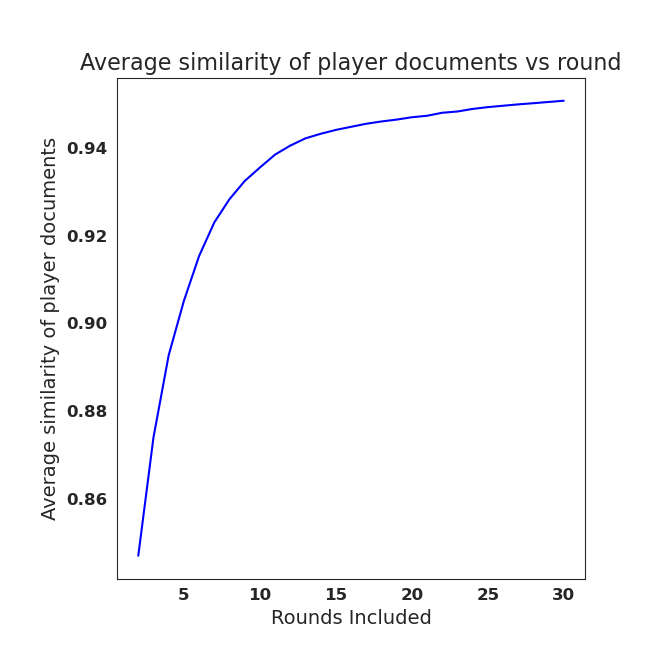 Average similarity of player documents vs round
Average similarity of player documents
0.94
0.92
0.90
0.88
0.86
5 10 15 20 25 30
Rounds Included